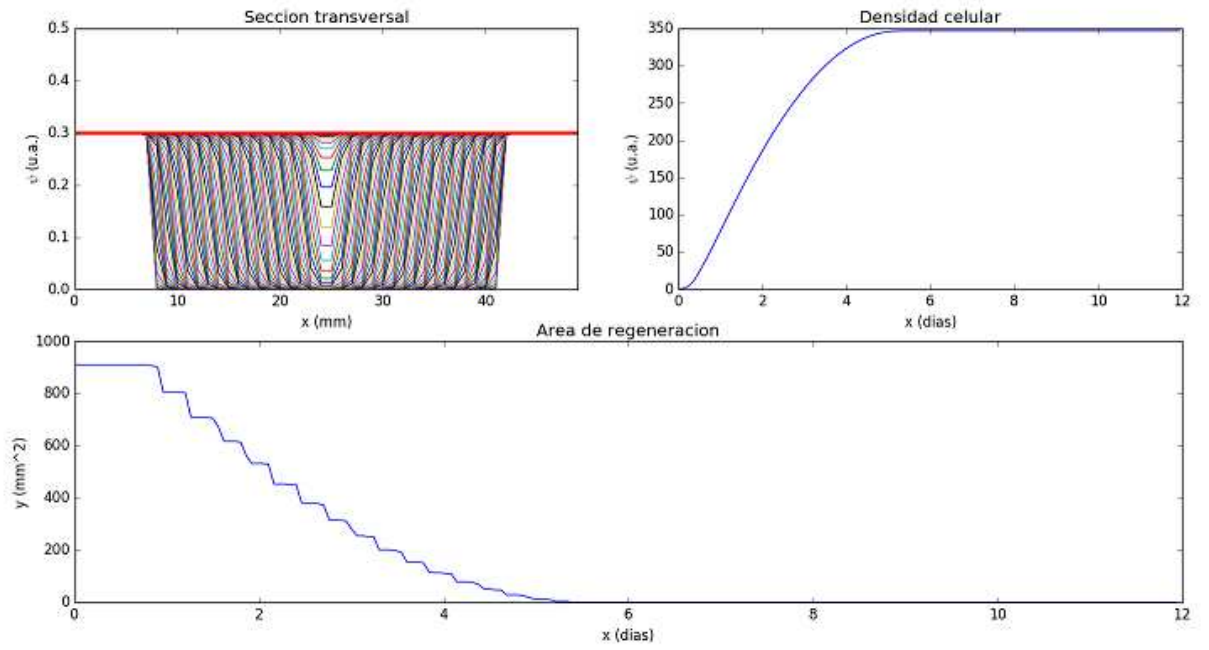 Seccion transversal
0.5
0.4
0.3
0.2
0.1
0.0
ψ (u.a.)
0 10 20 30 40
x (mm)
Densidad celular
350
300
250
200
150
100
50
0
ψ (u.a.)
0 2 4 6 8 10 12
x (dias)
Area de regeneracion
1000
800
600
400
200
0
y (mm^2)
0 2 4 6 8 10 12
x (dias)